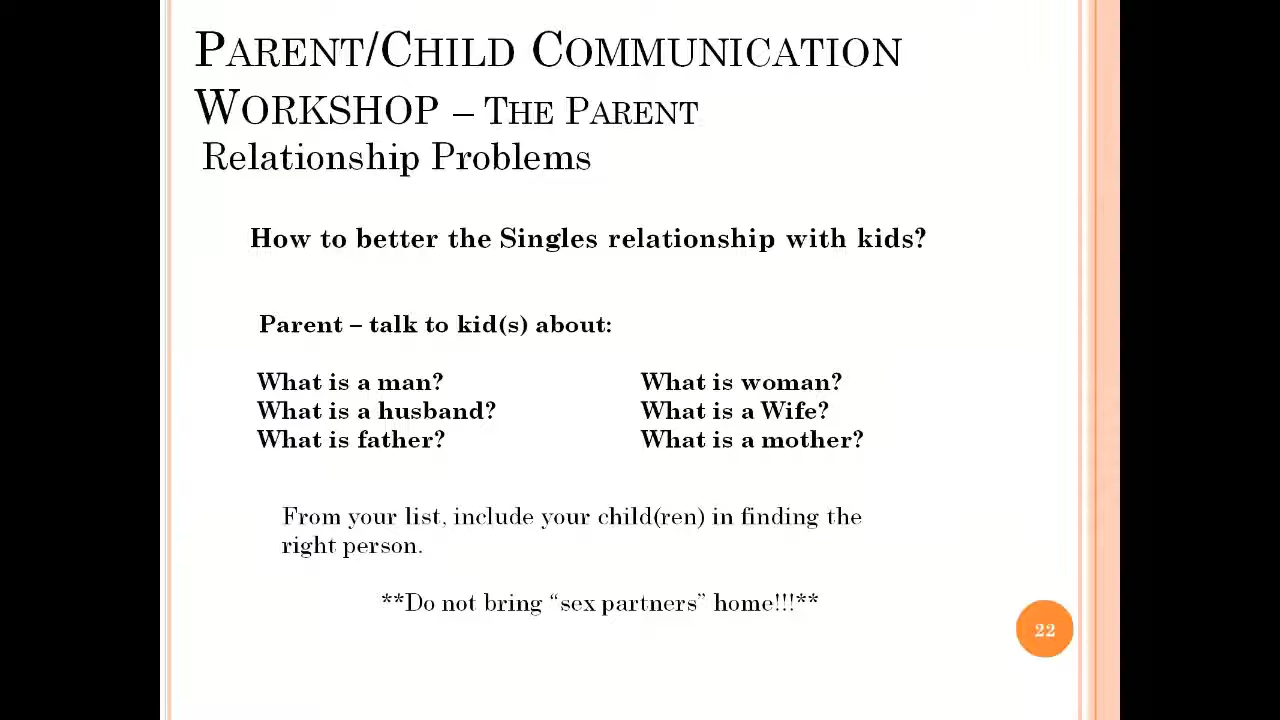 PARENT/CHILD COMMUNICATION
WORKSHOP – THE PARENT
Relationship Problems
How to better the Singles relationship with kids?
Parent – talk to kid(s) about:
What is a man? What is woman?
What is a husband? What is a Wife?
What is father? What is a mother?
From your list, include your child(ren) in finding the
right person.
**Do not bring “sex partners” home!!!**
22